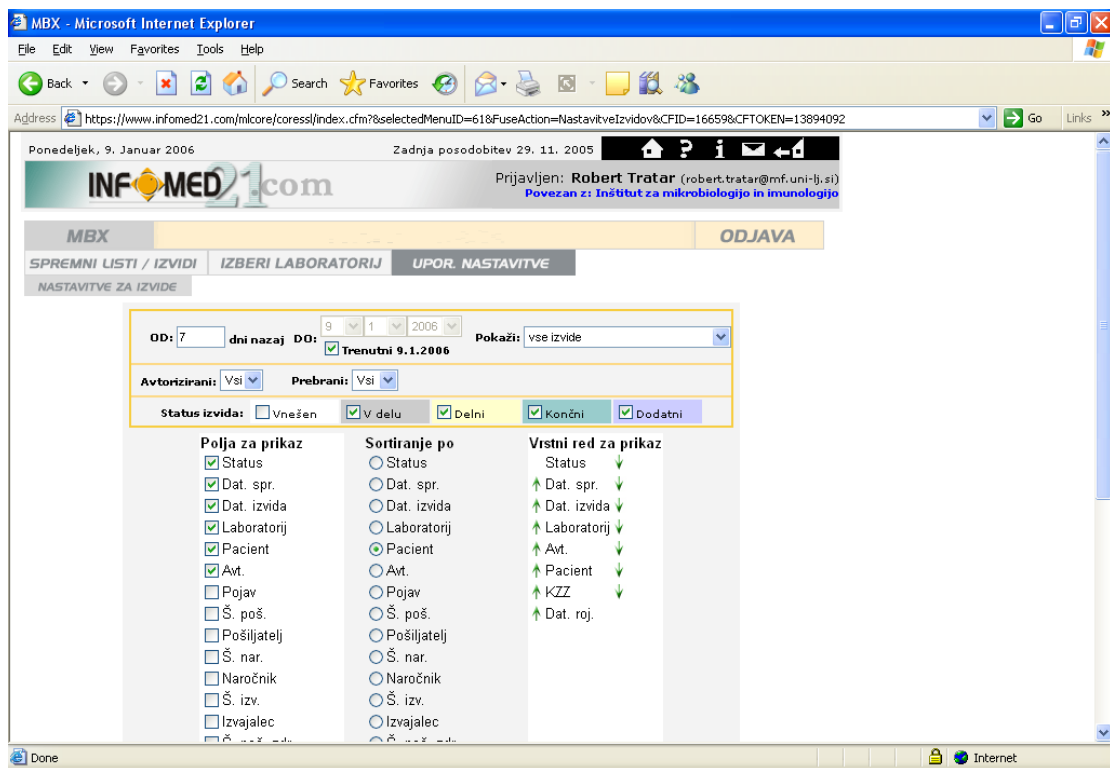 MBX - Microsoft Internet Explorer
File Edit View Favorites Tools Help
Back Search Favorites
Address https://www.infomed21.com/mlcore/coressl/index.cfm?&selectedMenuID=61&FuseAction=NastavitveIzvidov&CFID=16659&CFTOKEN=13894092 Go Links »
Ponedeljek, 9. Januar 2006 Zadnja posodobitev 29. 11. 2005
INFOMED21.com
Prijavljen: Robert Tratar (robert.tratar@mf.uni-lj.si)
Povezan z: Inštitut za mikrobiologijo in imunologijo
MBX ODJAVA
SPREMNI LISTI / IZVIDI IZBERI LABORATORIJ UPOR. NASTAVITVE
NASTAVITVE ZA IZVIDE
OD: 7 dni nazaj DO: 9 1 2006 Pokaži: vse izvide
Trenutni 9.1.2006
Avtorizirani: Vsi Prebrani: Vsi
Status izvida: Vnešen V delu Delni Končni Dodatni
Polja za prikaz Sortiranje po Vrstni red za prikaz
Status Status Status
Dat. spr. Dat. spr. Dat. spr.
Dat. izvida Dat. izvida Dat. izvida
Laboratorij Laboratorij Laboratorij
Pacient Pacient Avt.
Avt. Avt. Pacient
Pojav Pojav KZZ
Š. poš. Š. poš. Dat. roj.
Pošiljatelj Pošiljatelj
Š. nar. Š. nar.
Naročnik Naročnik
Š. izv. Š. izv.
Izvajalec Izvajalec
Done Internet